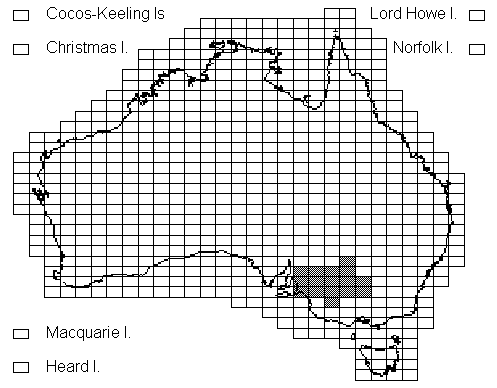 Cocos-Keeling Is
Lord Howe I.
Christmas I.
Norfolk I.
Macquarie I.
Heard I.